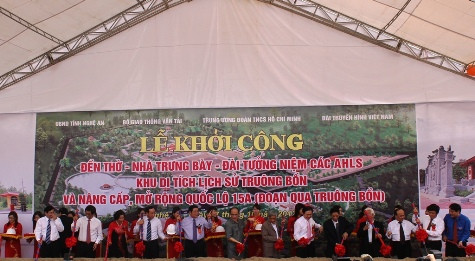 UBND TỈNH NGHỆ AN BỘ GIAO THÔNG VẬN TẢI TRUNG ƯƠNG ĐOÀN TNCS HỒ CHÍ MINH ĐÀI TRUYỀN HÌNH VIỆT NAM
LỄ KHỞI CÔNG
ĐỀN THỜ - NHÀ TRƯNG BÀY - ĐÀI TƯỞNG NIỆM CÁC AHLS
KHU DI TÍCH LỊCH SỬ TRUÔNG BỒN
VÀ NÂNG CẤP, MỞ RỘNG QUỐC LỘ 15A (ĐOẠN QUA TRUÔNG BỒN)